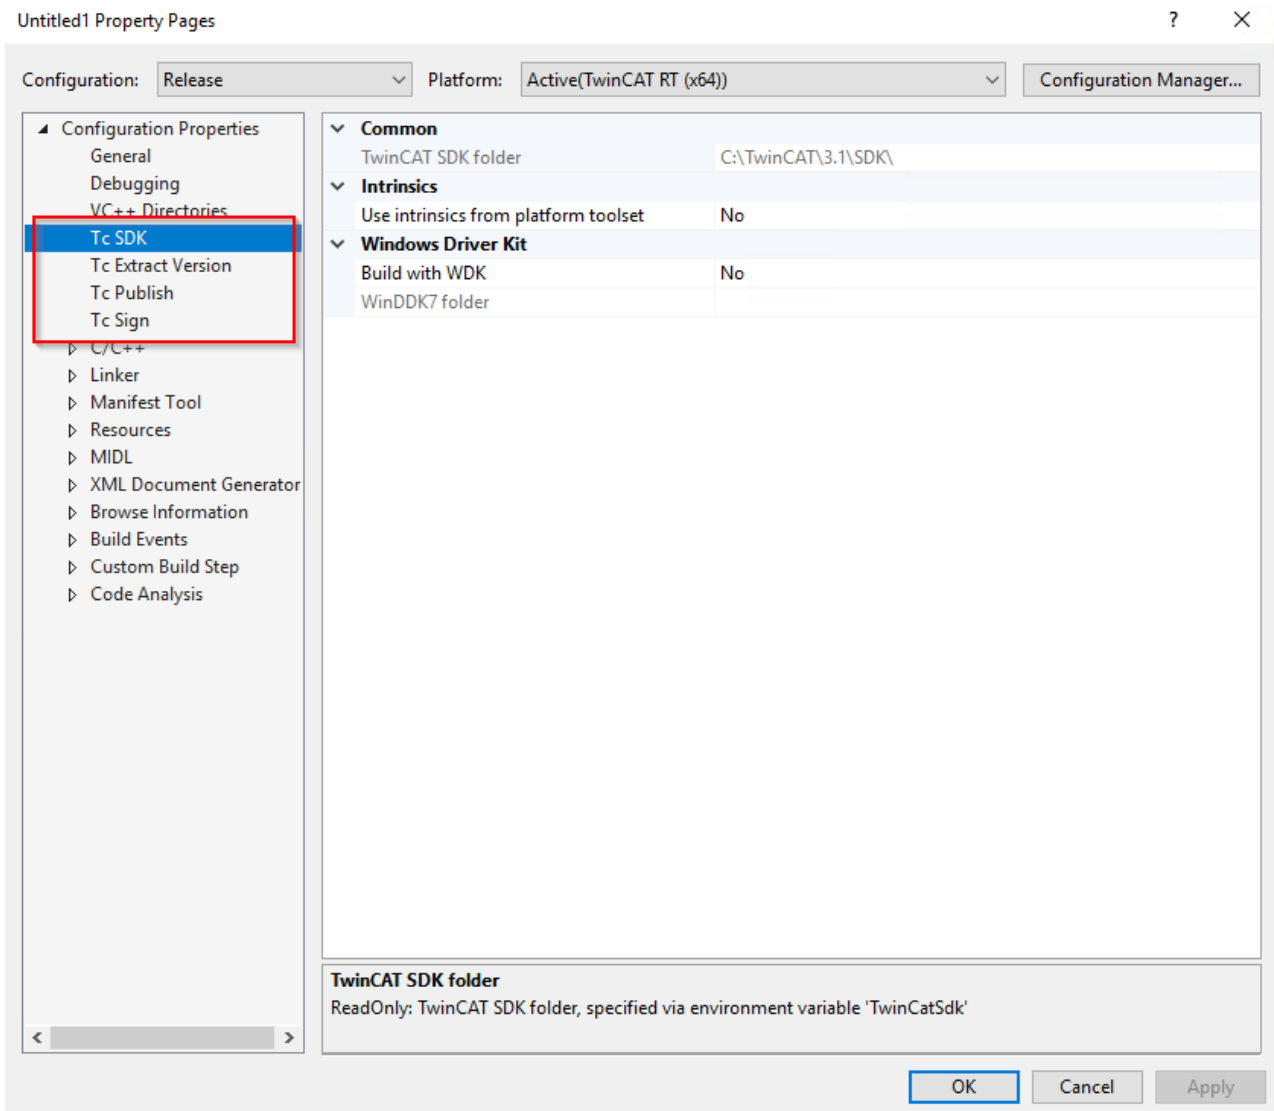 Untitled1 Property Pages
?
Configuration: Release Platform: Active(TwinCAT RT (x64)) Configuration Manager...
Configuration Properties
General
Debugging
VC++ Directories
Tc SDK
Tc Extract Version
Tc Publish
Tc Sign
C/C++
Linker
Manifest Tool
Resources
MIDL
XML Document Generator
Browse Information
Build Events
Custom Build Step
Code Analysis
Common
TwinCAT SDK folder C:\TwinCAT\3.1\SDK\
Intrinsics
Use intrinsics from platform toolset No
Windows Driver Kit
Build with WDK No
WinDDK7 folder
TwinCAT SDK folder
ReadOnly: TwinCAT SDK folder, specified via environment variable 'TwinCatSdk'
OK Cancel Apply